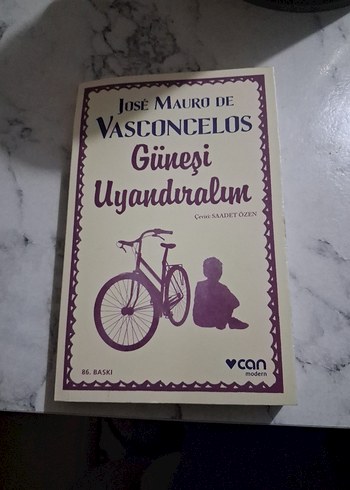 JOSÉ MAURO DE
VASCONCELOS
Güneşi
Uyandıralım
Çeviri: SAADET ÖZEN
86. BASKI
can
modern